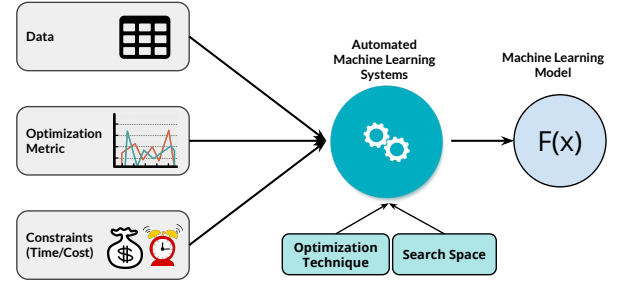 Data
Optimization
Metric
Constraints
(Time/Cost)
$
Automated
Machine Learning
Systems
Optimization
Technique
Search Space
Machine Learning
Model
F(x)